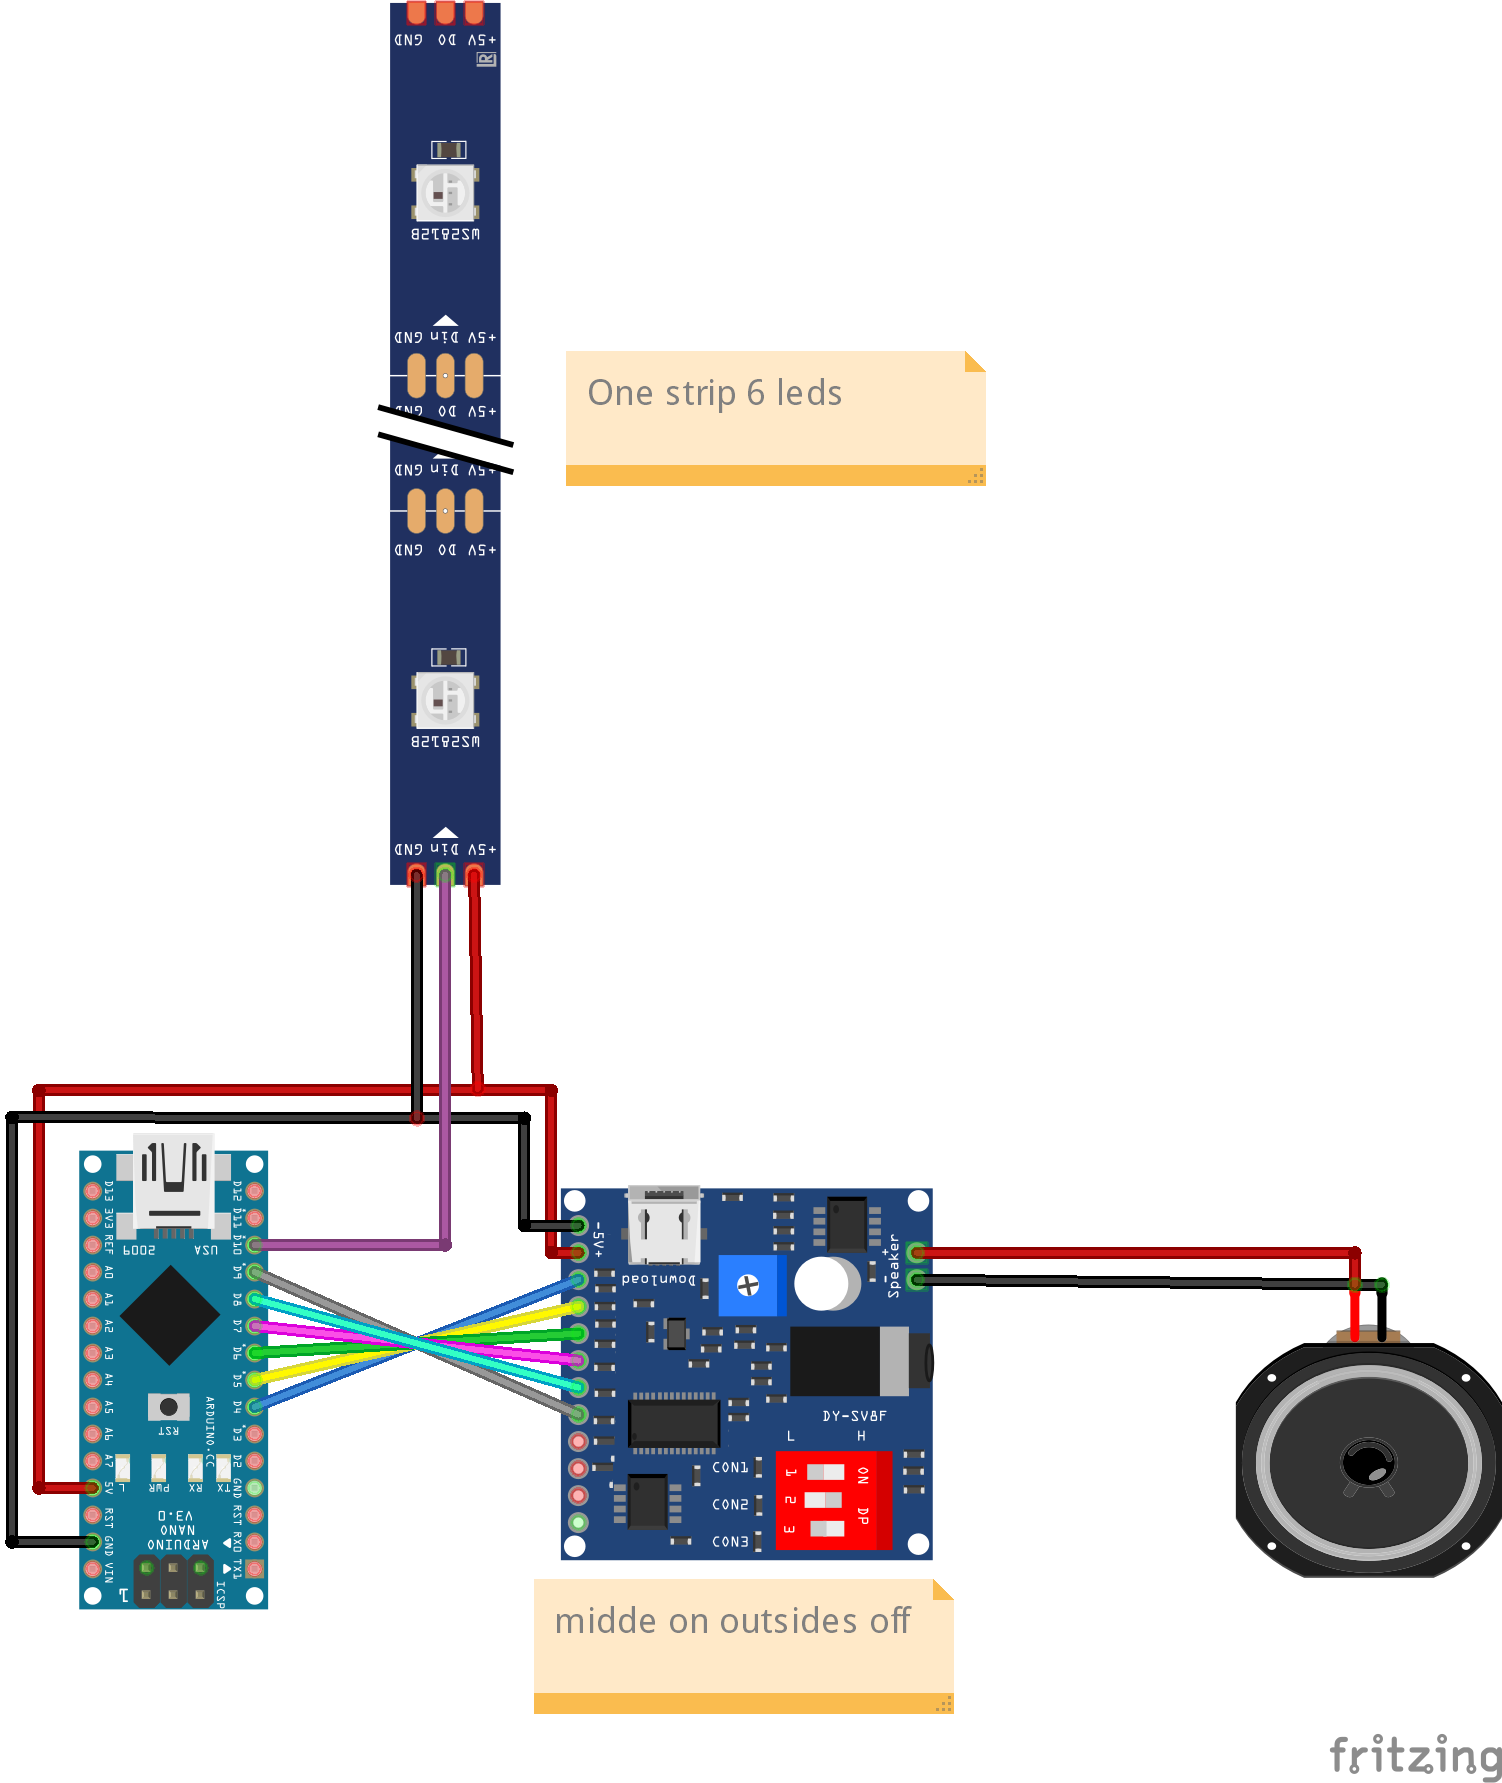 GND DO +5V
R
WS2812B
GND Din +5V
GND DO +5V
GND Din +5V
GND DO +5V
WS2812B
GND Din +5V
One strip 6 leds
D13
3V3
REF
A0
A1
A2
A3
A4
A5
A6
A7
5V
RST
GND
VIN
D12
D11
D10
D9
D8
D7
D6
D5
D4
D3
D2
GND
RST
RX0
TX1
USA
2009
RST
ARDUINO.CC
L PWR RX TX
ARDUINO
NANO
V3.0
ICSP
1
-5V+
Download
+ -
Speaker
DY-SV8F
L H
CON1
CON2
CON3
1
2
3
ON DP
midde on outsides off
fritzing